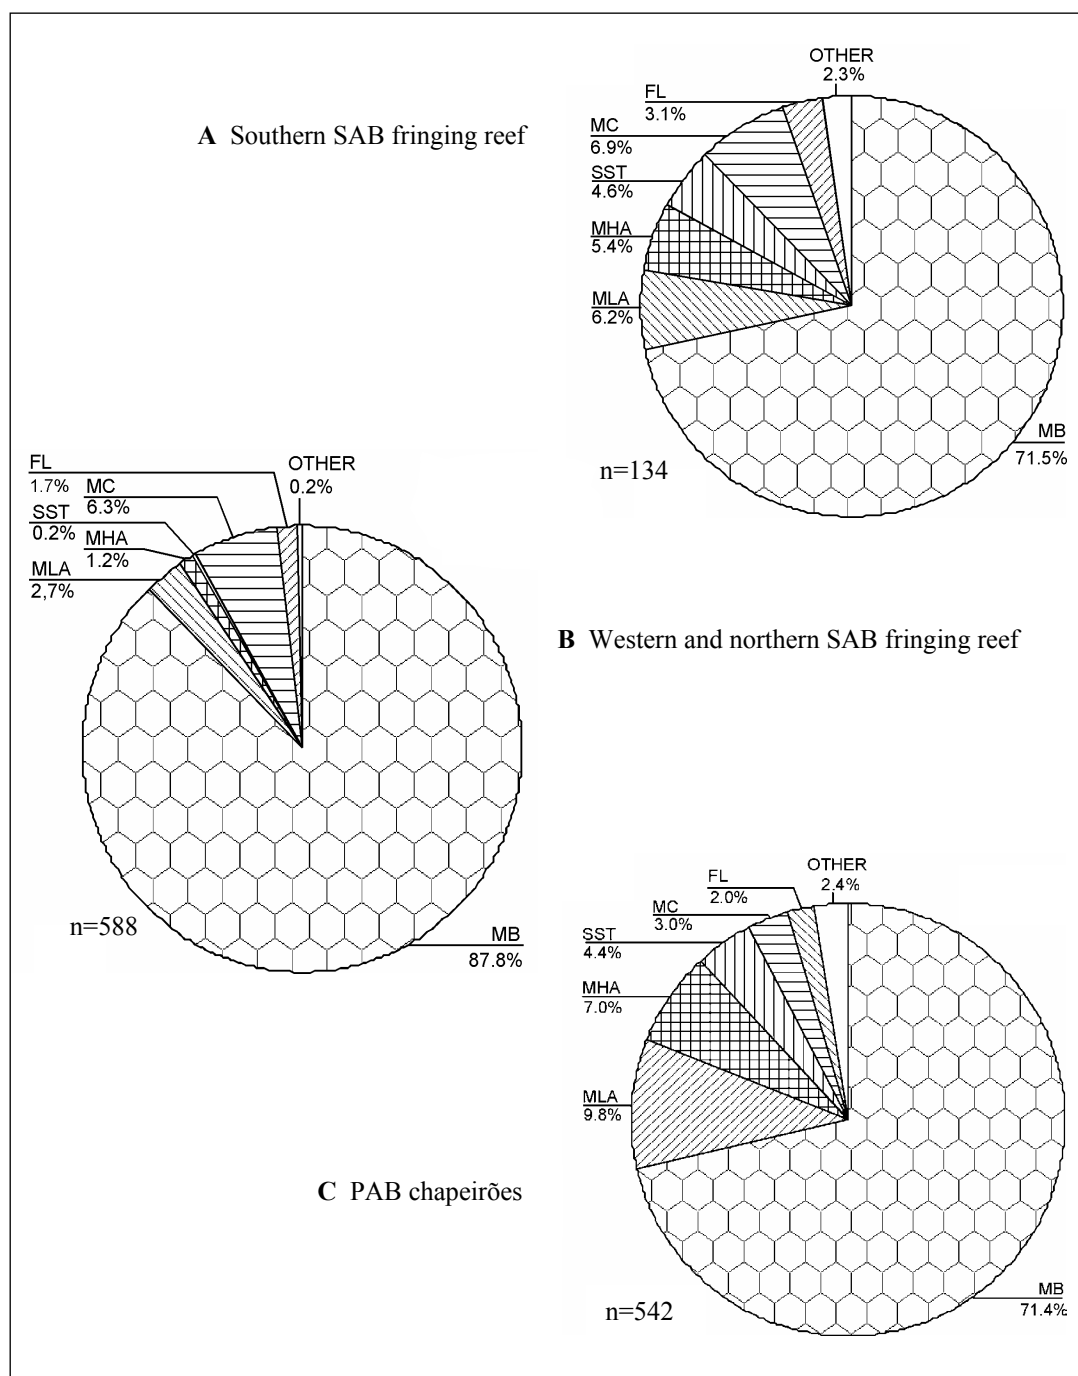 A Southern SAB fringing reef
OTHER
2.3%
FL
3.1%
MC
6.9%
SST
4.6%
MHA
5.4%
MLA
6.2%
MB
71.5%
n=134
FL
1.7%
OTHER
0.2%
MC
6.3%
SST
0.2%
MHA
1.2%
MLA
2,7%
MB
87.8%
n=588
B Western and northern SAB fringing reef
OTHER
2.4%
FL
2.0%
MC
3.0%
SST
4.4%
MHA
7.0%
MLA
9.8%
MB
71.4%
n=542
C PAB chapeirões